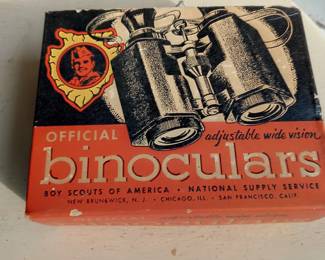 OFFICIAL adjustable wide vision
binoculars
BOY SCOUTS OF AMERICA • NATIONAL SUPPLY SERVICE
NEW BRUNSWICK, N. J. • CHICAGO, ILL. • SAN FRANCISCO, CALIF.